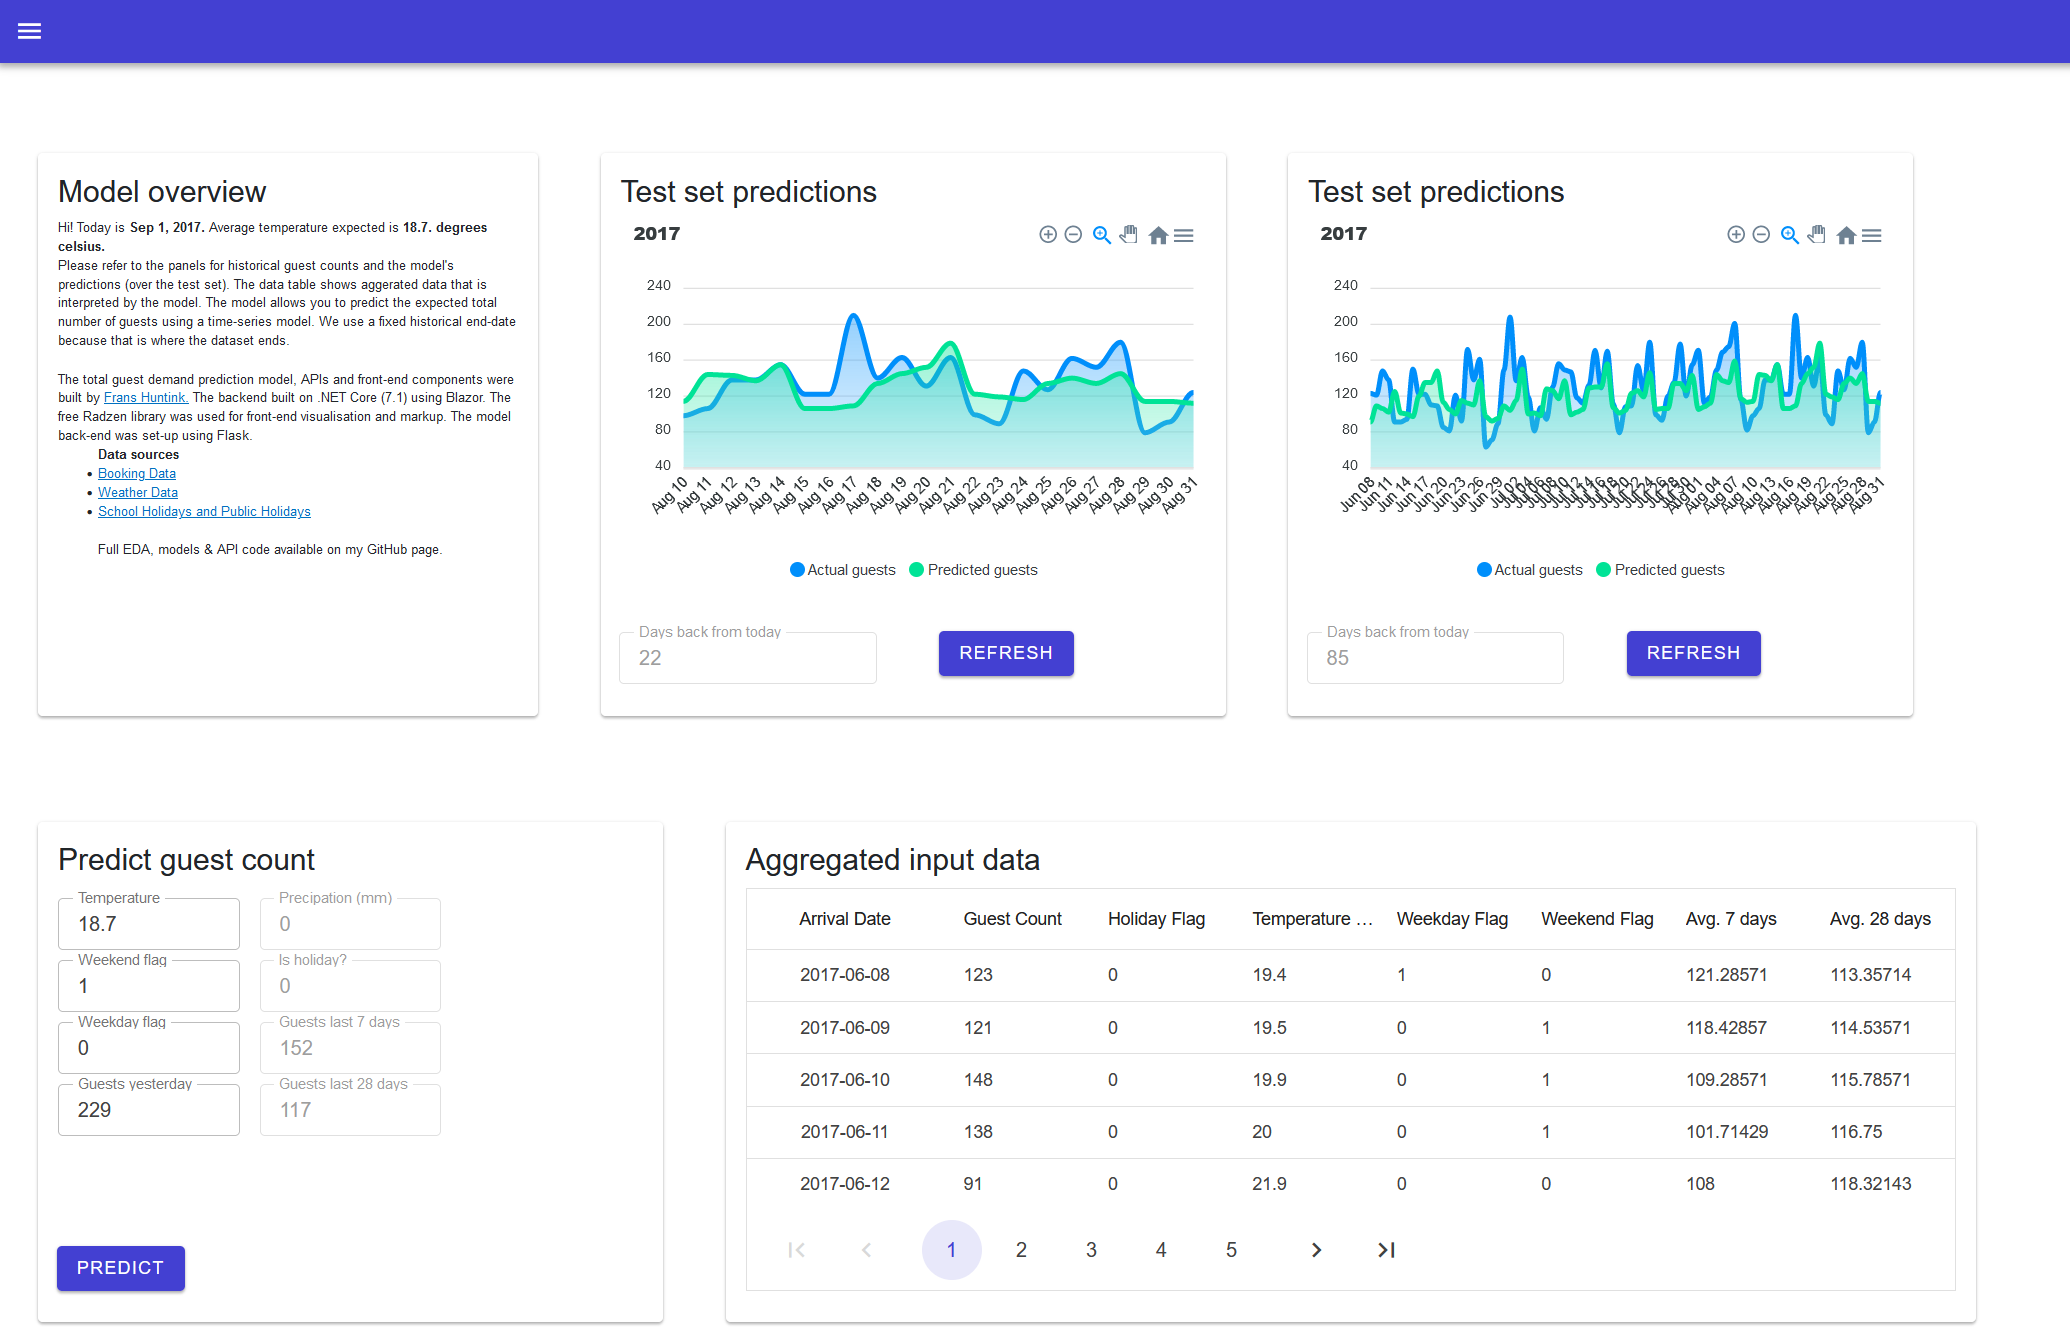 Model overview
Hi! Today is Sep 1, 2017. Average temperature expected is 18.7. degrees
celsius.
Please refer to the panels for historical guest counts and the model's
predictions (over the test set). The data table shows aggerated data that is
interpreted by the model. The model allows you to predict the expected total
number of guests using a time-series model. We use a fixed historical end-date
because that is where the dataset ends.
The total guest demand prediction model, APIs and front-end components were
built by Frans Huntink. The backend built on .NET Core (7.1) using Blazor. The
free Radzen library was used for front-end visualisation and markup. The model
back-end was set-up using Flask.
Data sources
Booking Data
Weather Data
School Holidays and Public Holidays
Full EDA, models & API code available on my GitHub page.
Test set predictions
2017
240
200
160
120
80
40
Aug 10 Aug 11 Aug 12 Aug 13 Aug 14 Aug 15 Aug 16 Aug 17 Aug 18 Aug 19 Aug 20 Aug 21 Aug 22 Aug 23 Aug 24 Aug 25 Aug 26 Aug 27 Aug 28 Aug 29 Aug 30 Aug 31
Actual guests Predicted guests
Days back from today
22
REFRESH
Test set predictions
2017
240
200
160
120
80
40
Jun 08 Jun 11 Jun 14 Jun 17 Jun 20 Jun 23 Jun 26 Jun 29 Aug 01 Aug 04 Aug 07 Aug 10 Aug 13 Aug 16 Aug 19 Aug 22 Aug 25 Aug 28 Aug 31
Actual guests Predicted guests
Days back from today
85
REFRESH
Predict guest count
Temperature Precipation (mm)
18.7 0
Weekend flag Is holiday?
1 0
Weekday flag Guests last 7 days
0 152
Guests yesterday Guests last 28 days
229 117
PREDICT
Aggregated input data
Arrival Date Guest Count Holiday Flag Temperature ... Weekday Flag Weekend Flag Avg. 7 days Avg. 28 days
2017-06-08 123 0 19.4 1 0 121.28571 113.35714
2017-06-09 121 0 19.5 0 1 118.42857 114.53571
2017-06-10 148 0 19.9 0 1 109.28571 115.78571
2017-06-11 138 0 20 0 1 101.71429 116.75
2017-06-12 91 0 21.9 0 0 108 118.32143
1 2 3 4 5